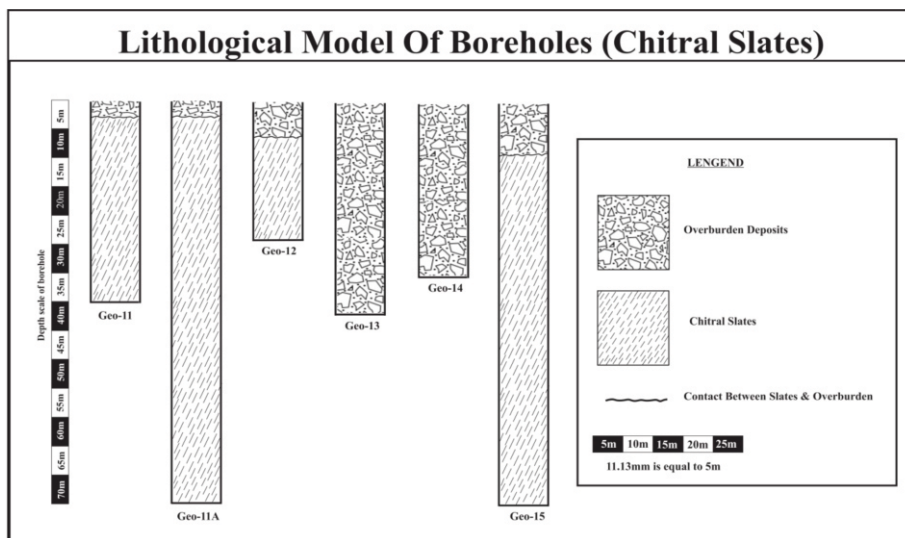 Lithological Model Of Boreholes (Chitral Slates)
Depth scale of borehole
5m
10m
15m
20m
25m
30m
35m
40m
45m
50m
55m
60m
65m
70m
Geo-11
Geo-11A
Geo-12
Geo-13
Geo-14
Geo-15
LENGEND
Overburden Deposits
Chitral Slates
Contact Between Slates & Overburden
5m 10m 15m 20m 25m
11.13mm is equal to 5m